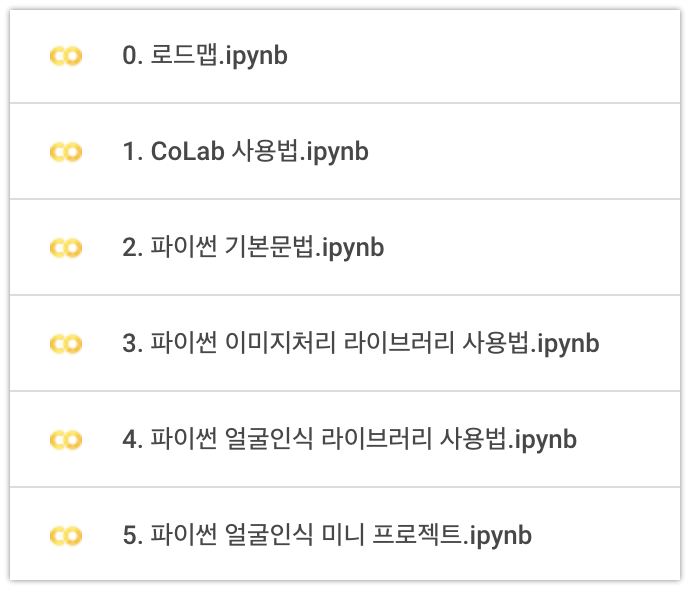 0. 로드맵.ipynb
1. CoLab 사용법.ipynb
2. 파이썬 기본문법.ipynb
3. 파이썬 이미지처리 라이브러리 사용법.ipynb
4. 파이썬 얼굴인식 라이브러리 사용법.ipynb
5. 파이썬 얼굴인식 미니 프로젝트.ipynb